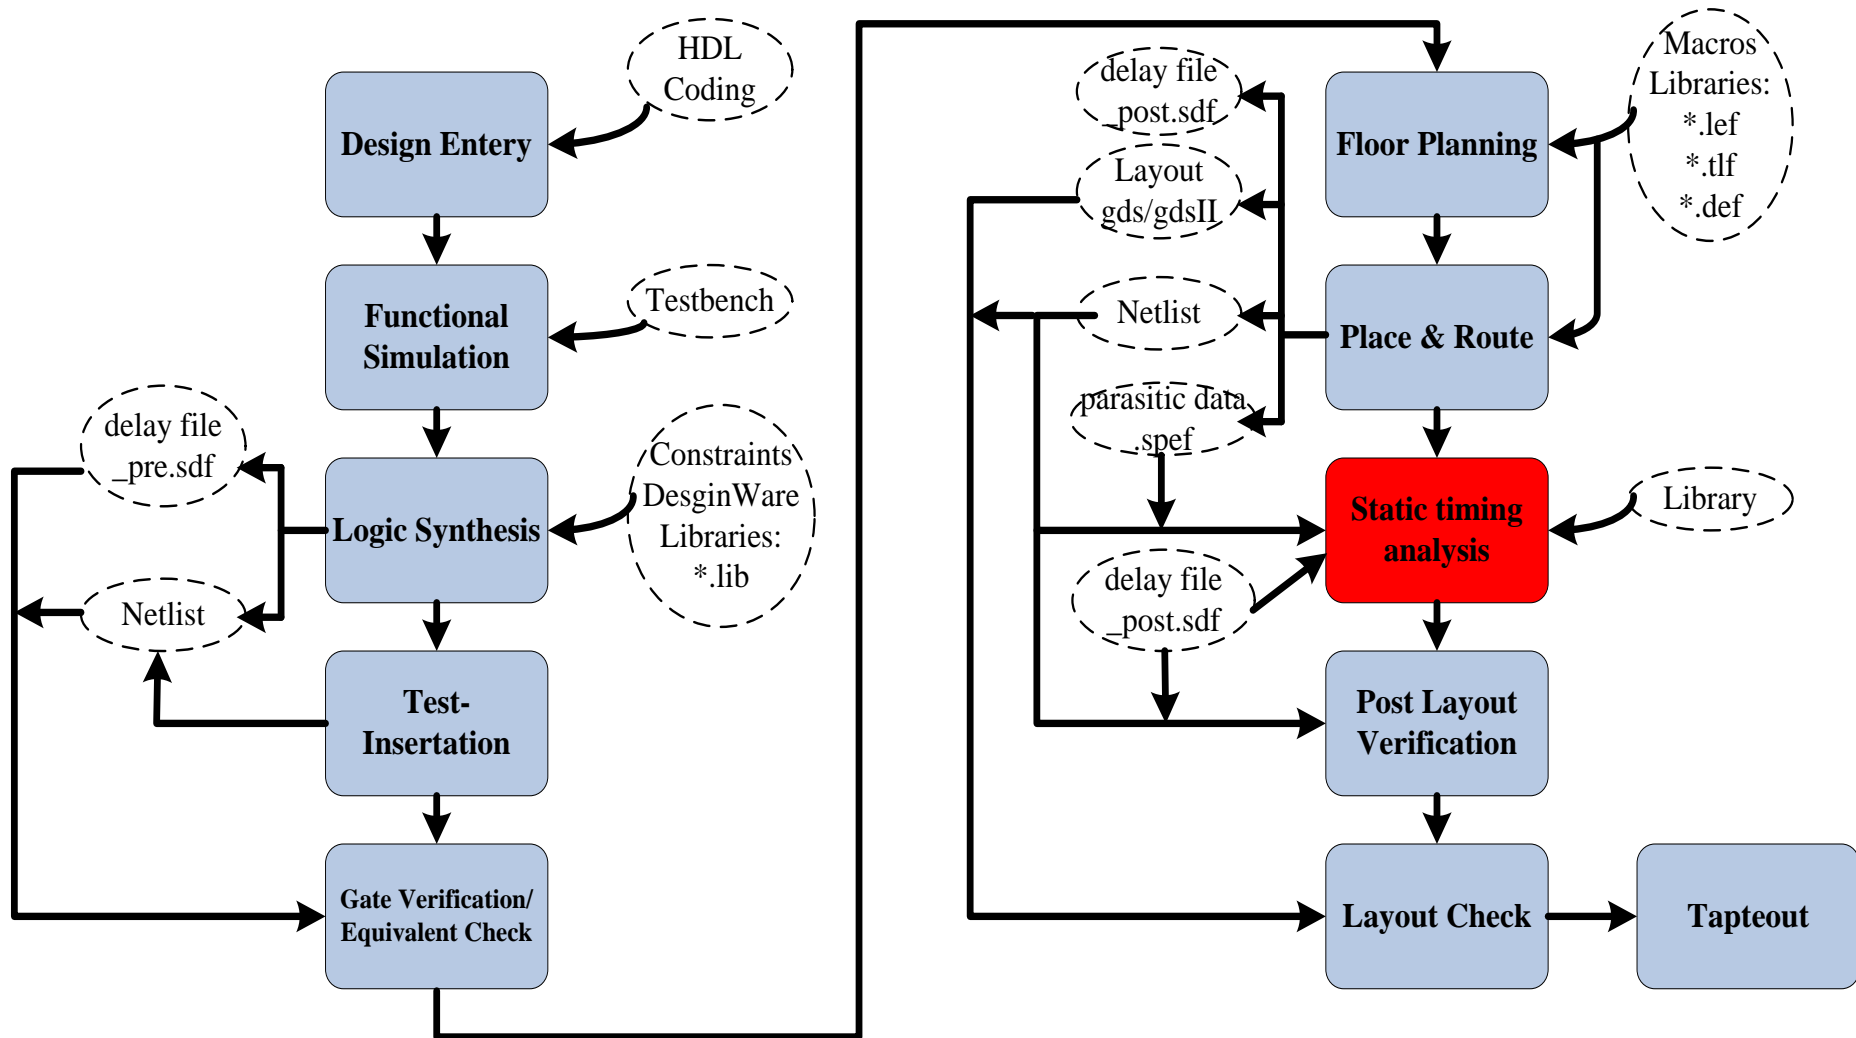 HDL
Coding
Design Entery
Functional
Simulation
Testbench
delay file
_pre.sdf
Logic Synthesis
Constraints
DesginWare
Libraries:
*.lib
Netlist
Test-
Insertation
Gate Verification/
Equivalent Check
delay file
_post.sdf
Floor Planning
Macros
Libraries:
*.lef
*.tlf
*.def
Layout
gds/gdsII
Netlist
Place & Route
parasitic data
.spef
Static timing
analysis
Library
delay file
_post.sdf
Post Layout
Verification
Layout Check
Tapteout